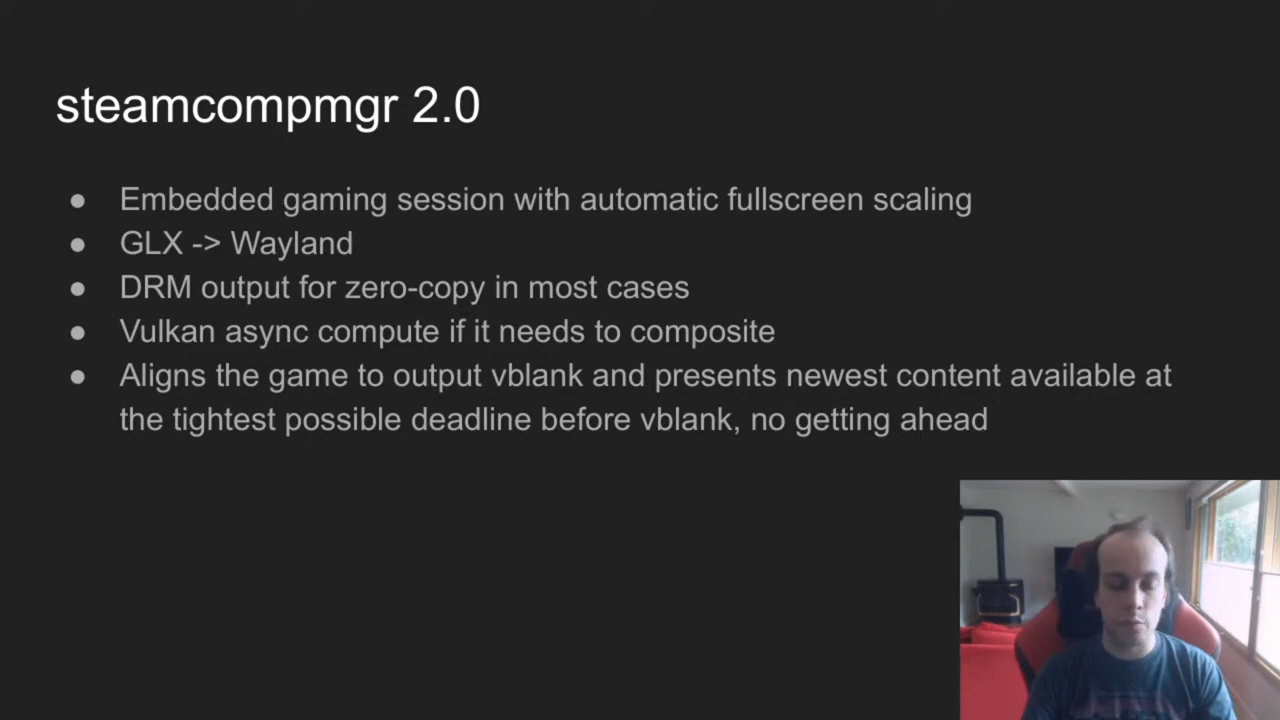 steamcompmgr 2.0
● Embedded gaming session with automatic fullscreen scaling
● GLX -> Wayland
● DRM output for zero-copy in most cases
● Vulkan async compute if it needs to composite
● Aligns the game to output vblank and presents newest content available at
the tightest possible deadline before vblank, no getting ahead